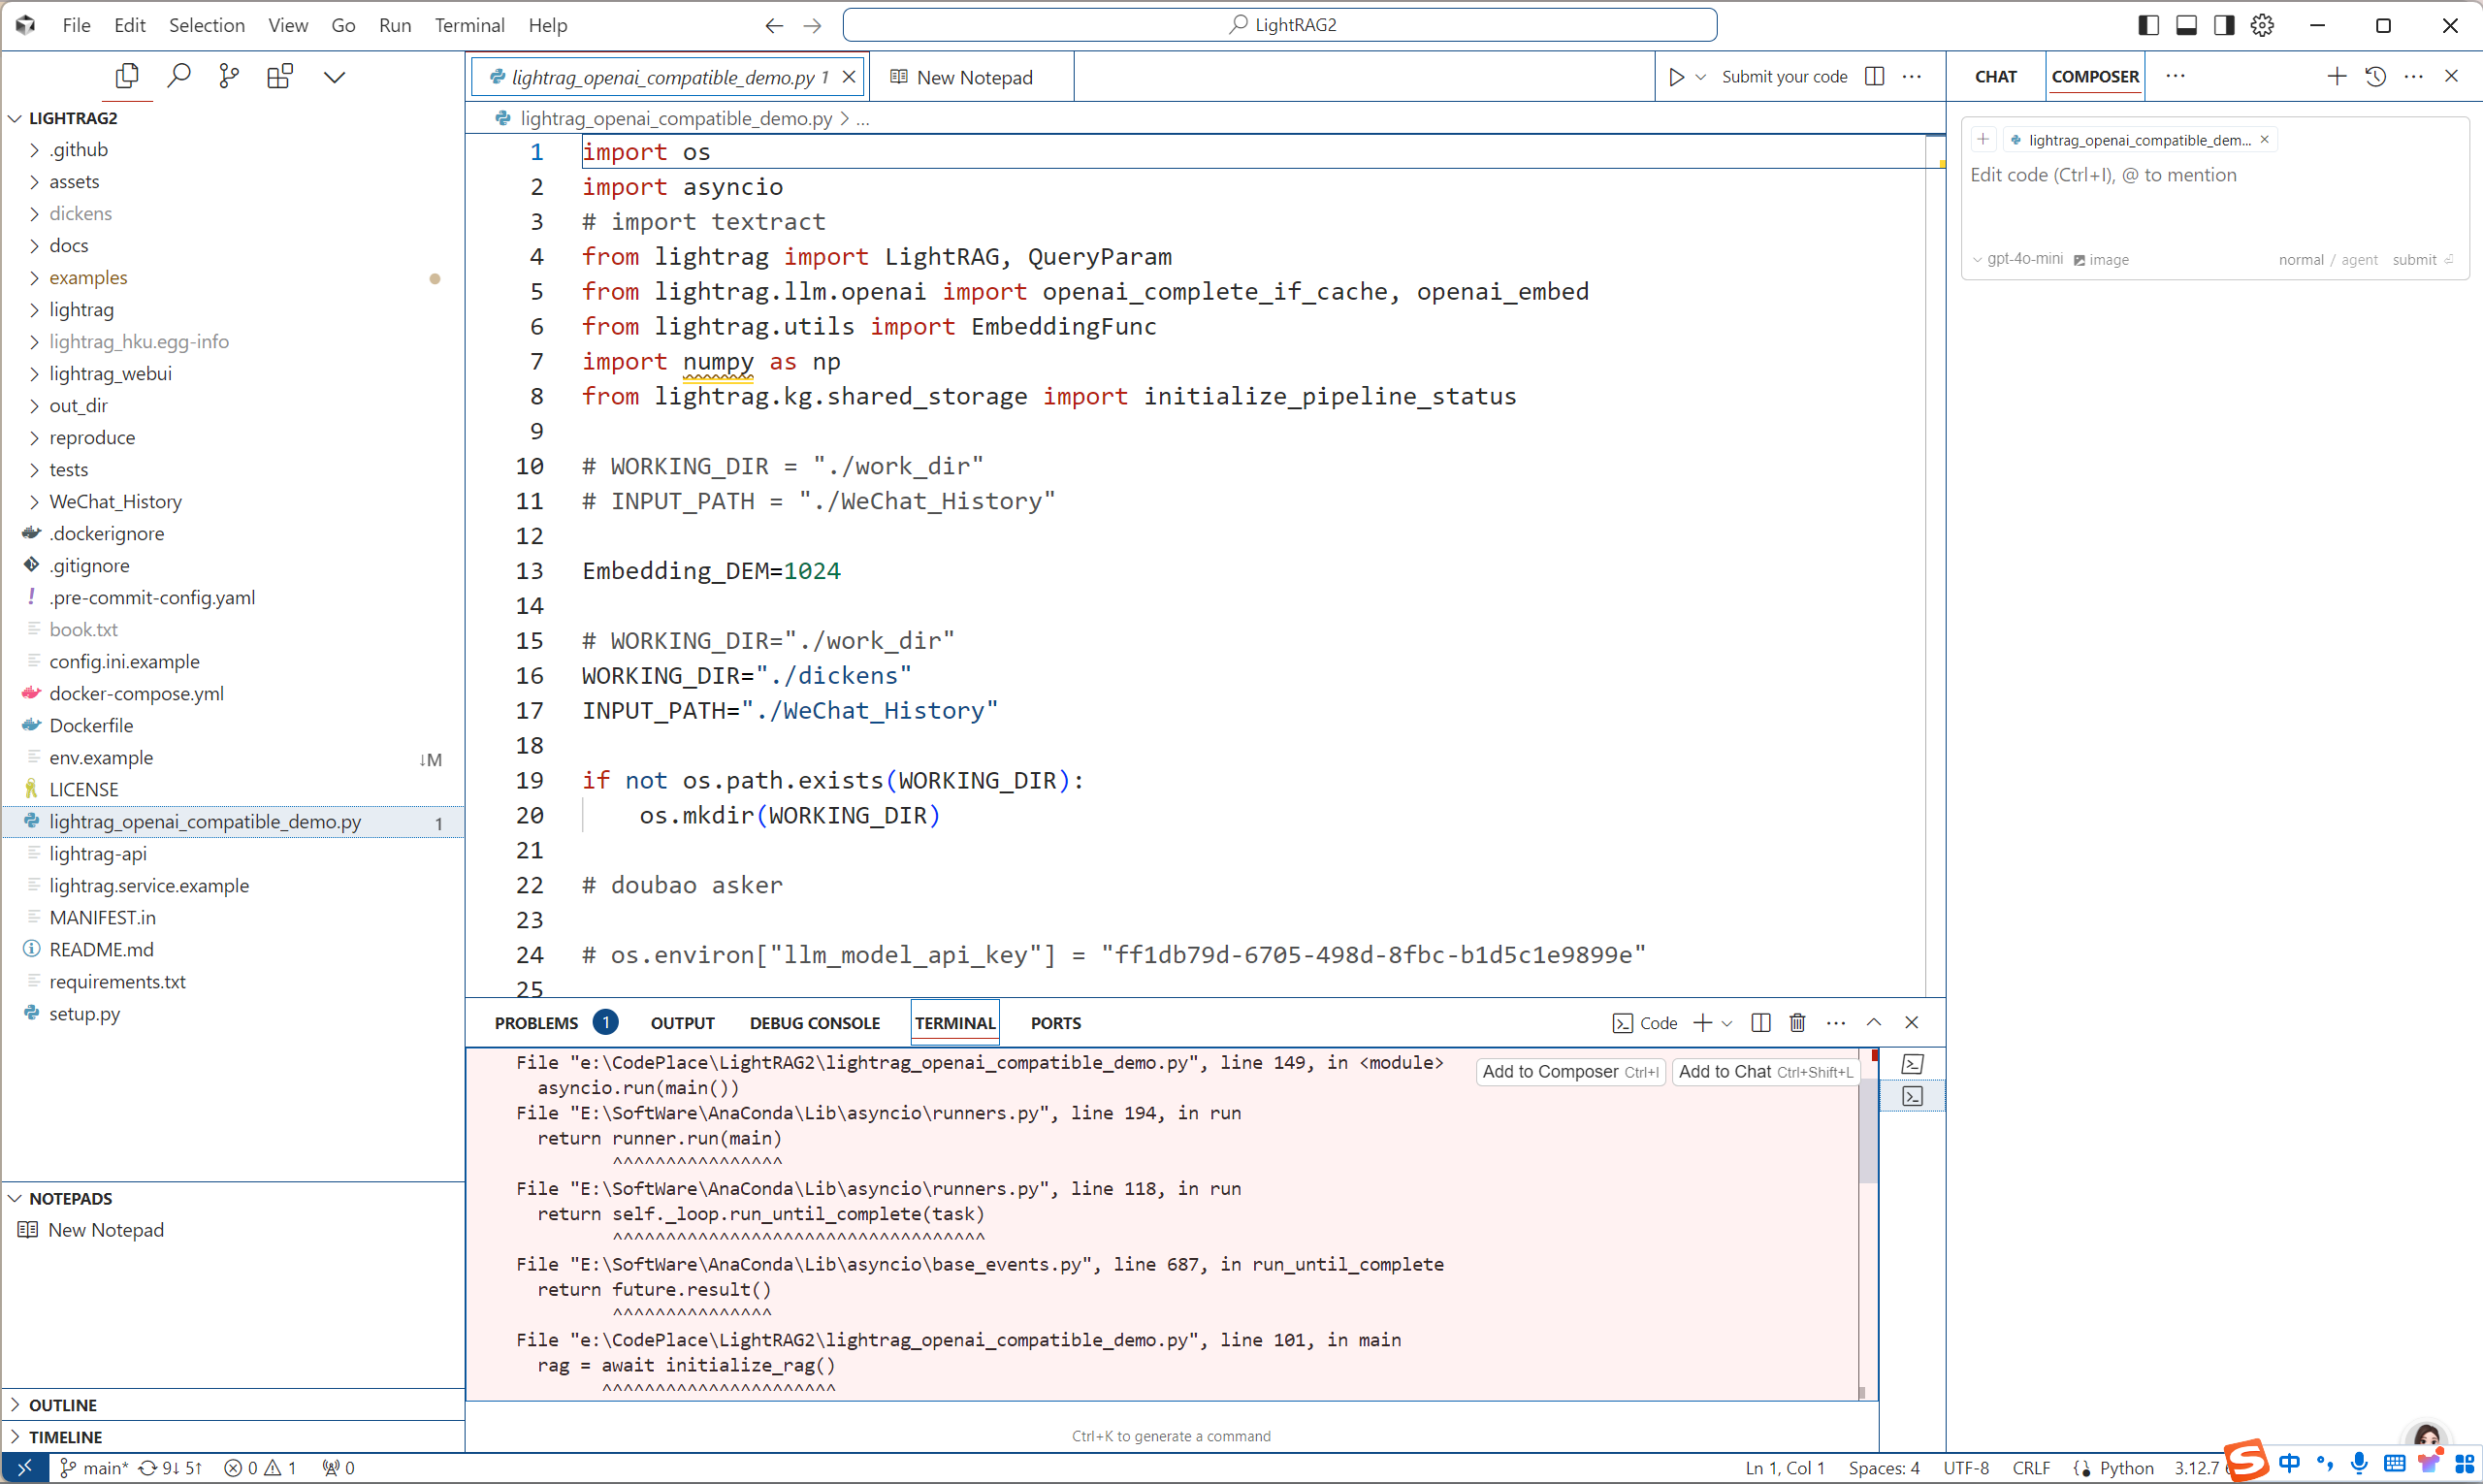 File Edit Selection View Go Run Terminal Help
LightRAG2
LIGHTRAG2
.github
assets
dickens
docs
examples
lightrag
lightrag_hku.egg-info
lightrag_webui
out_dir
reproduce
tests
WeChat_History
.dockerignore
.gitignore
.pre-commit-config.yaml
book.txt
config.ini.example
docker-compose.yml
Dockerfile
env.example ↓M
LICENSE
lightrag_openai_compatible_demo.py 1
lightrag-api
lightrag.service.example
MANIFEST.in
README.md
requirements.txt
setup.py
NOTEPADS
New Notepad
OUTLINE
TIMELINE
lightrag_openai_compatible_demo.py 1
New Notepad
Submit your code
lightrag_openai_compatible_demo.py > ...
1 import os
2 import asyncio
3 # import textract
4 from lightrag import LightRAG, QueryParam
5 from lightrag.llm.openai import openai_complete_if_cache, openai_embed
6 from lightrag.utils import EmbeddingFunc
7 import numpy as np
8 from lightrag.kg.shared_storage import initialize_pipeline_status
9
10 # WORKING_DIR = "./work_dir"
11 # INPUT_PATH = "./WeChat_History"
12
13 Embedding_DEM=1024
14
15 # WORKING_DIR="./work_dir"
16 WORKING_DIR="./dickens"
17 INPUT_PATH="./WeChat_History"
18
19 if not os.path.exists(WORKING_DIR):
20 os.mkdir(WORKING_DIR)
21
22 # doubao asker
23
24 # os.environ["llm_model_api_key"] = "ff1db79d-6705-498d-8fbc-b1d5c1e9899e"
25
PROBLEMS 1 OUTPUT DEBUG CONSOLE TERMINAL PORTS
Code
File "e:\CodePlace\LightRAG2\lightrag_openai_compatible_demo.py", line 149, in <module>
asyncio.run(main())
File "E:\SoftWare\AnaConda\Lib\asyncio\runners.py", line 194, in run
return runner.run(main)
^^^^^^^^^^^^^^^^
File "E:\SoftWare\AnaConda\Lib\asyncio\runners.py", line 118, in run
return self._loop.run_until_complete(task)
^^^^^^^^^^^^^^^^^^^^^^^^^^^^^^^^^^^
File "E:\SoftWare\AnaConda\Lib\asyncio\base_events.py", line 687, in run_until_complete
return future.result()
^^^^^^^^^^^^^^^
File "e:\CodePlace\LightRAG2\lightrag_openai_compatible_demo.py", line 101, in main
rag = await initialize_rag()
^^^^^^^^^^^^^^^^^^^^^^
Add to Composer Ctrl+I
Add to Chat Ctrl+Shift+L
Ctrl+K to generate a command
CHAT COMPOSER
lightrag_openai_compatible_dem...
Edit code (Ctrl+I), @ to mention
gpt-4o-mini image normal / agent submit
main* 9↓ 5↑ 0 1 0
Ln 1, Col 1 Spaces: 4 UTF-8 CRLF Python 3.12.7
S 中